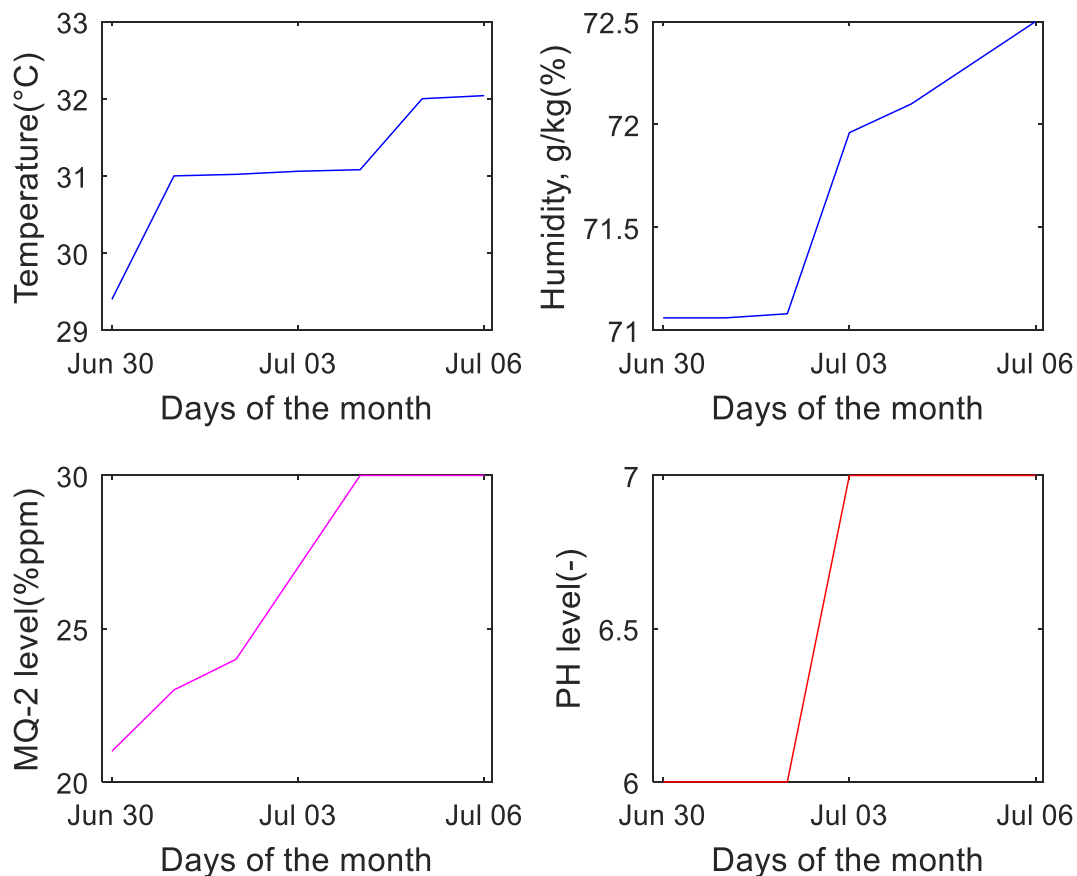 Temperature(°C)
33
32
31
30
29
Jun 30 Jul 03 Jul 06
Days of the month
Humidity, g/kg(%)
72.5
72
71.5
71
Jun 30 Jul 03 Jul 06
Days of the month
MQ-2 level(%ppm)
30
25
20
Jun 30 Jul 03 Jul 06
Days of the month
PH level(-)
7
6.5
6
Jun 30 Jul 03 Jul 06
Days of the month